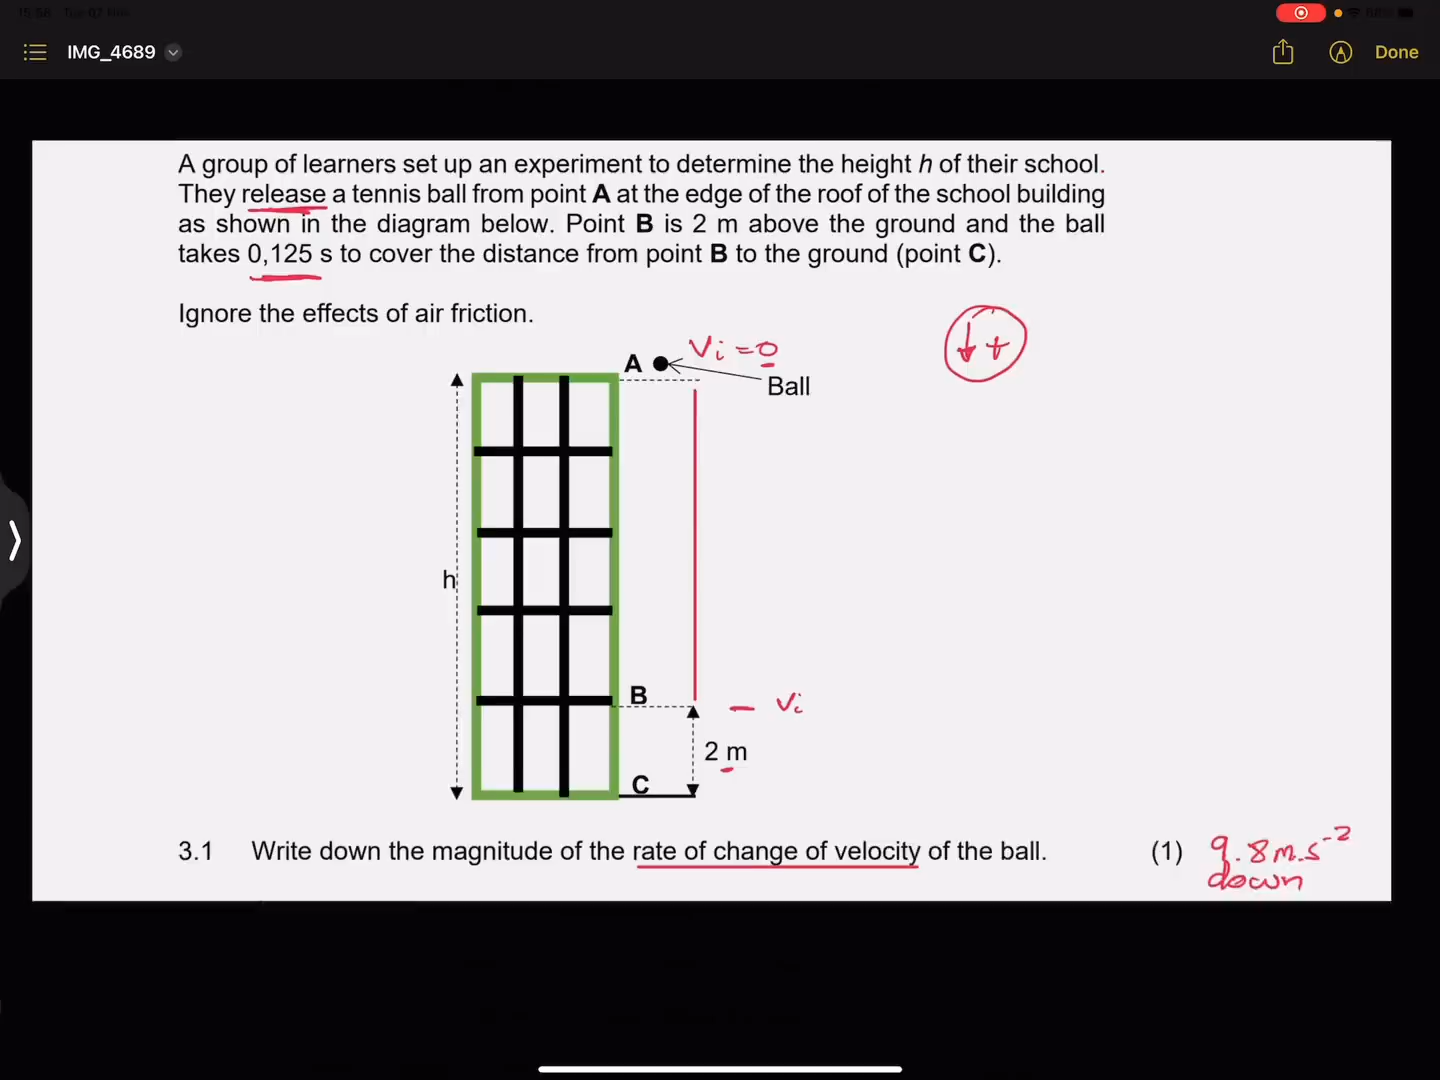 IMG_4689
Done
A group of learners set up an experiment to determine the height h of their school.
They release a tennis ball from point A at the edge of the roof of the school building
as shown in the diagram below. Point B is 2 m above the ground and the ball
takes 0,125 s to cover the distance from point B to the ground (point C).
Ignore the effects of air friction.
↓ +
A
Vi = 0
Ball
h
B
– Vi
2 m
C
3.1 Write down the magnitude of the rate of change of velocity of the ball. (1) 9.8 m.s⁻²
down